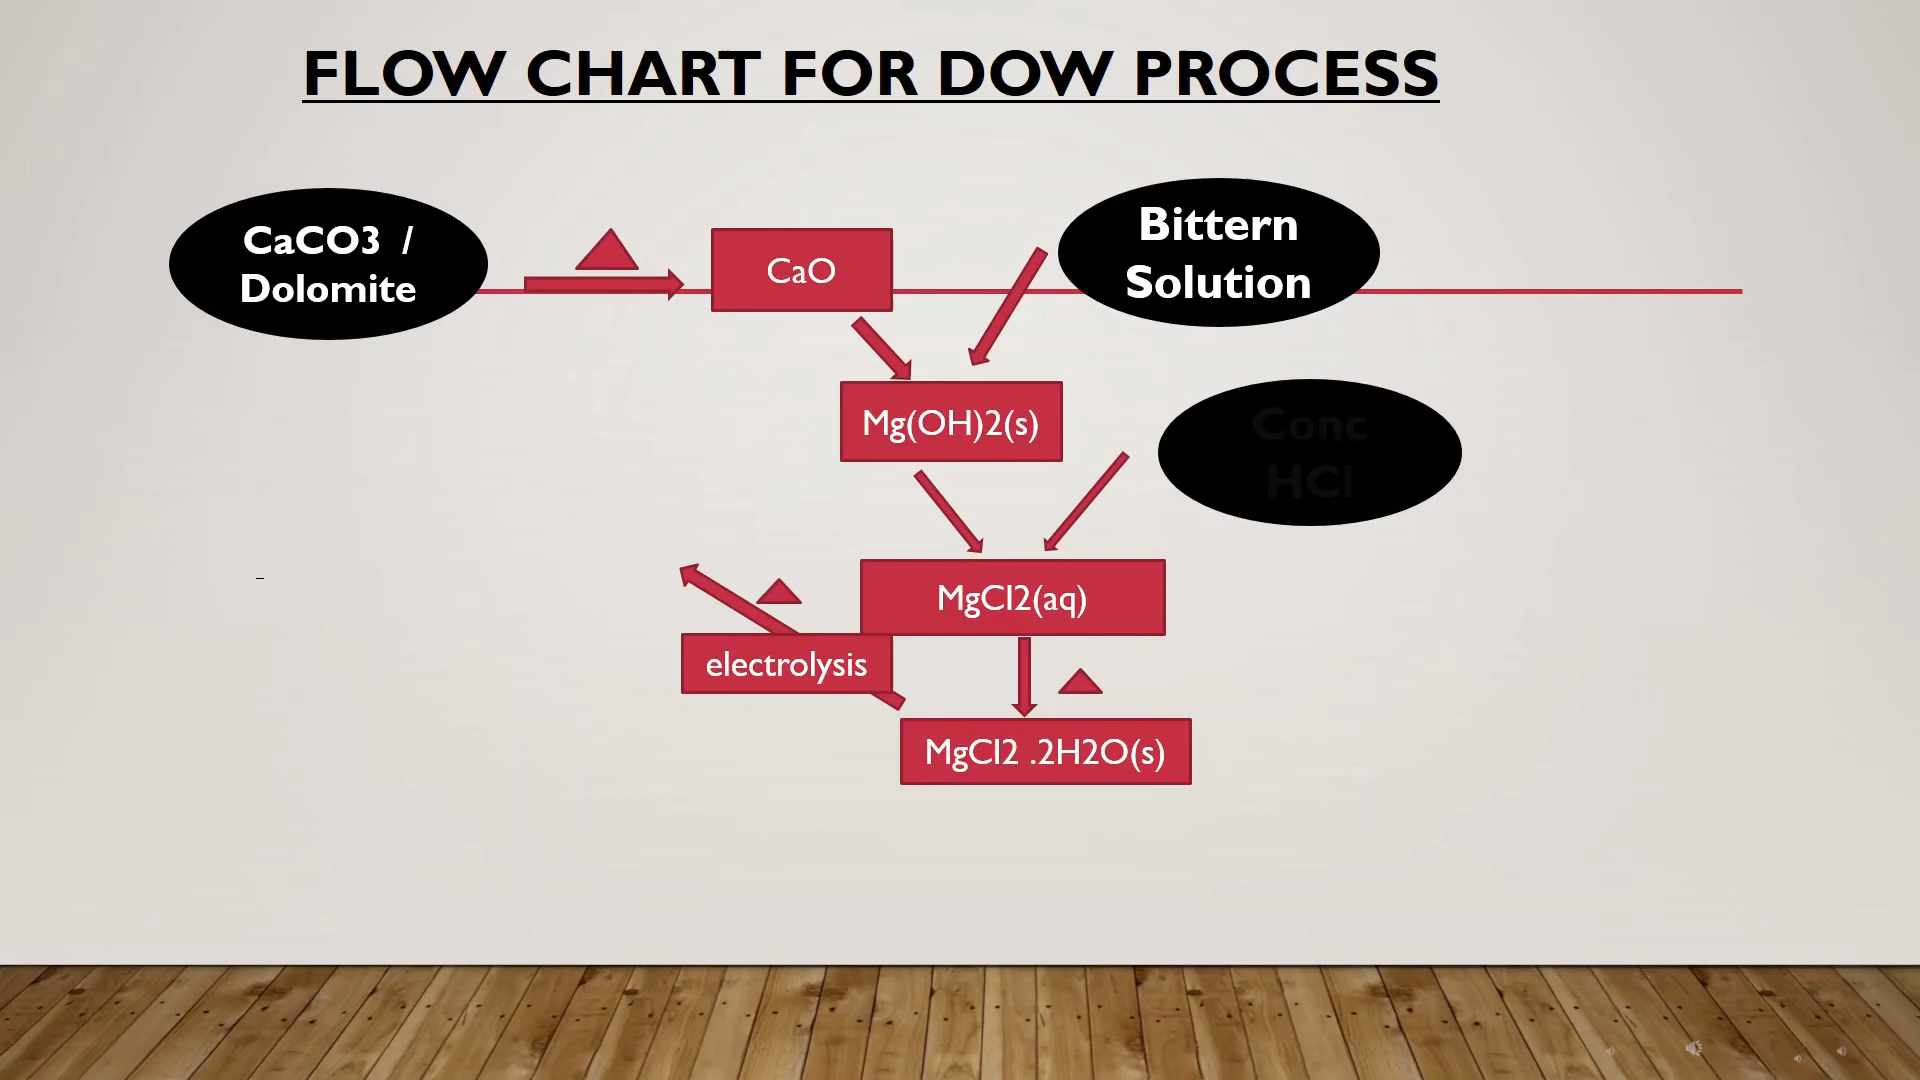 FLOW CHART FOR DOW PROCESS
CaCO3 /
Dolomite
CaO
Bittern
Solution
Mg(OH)2(s)
Conc
HCl
MgCl2(aq)
electrolysis
MgCl2 .2H2O(s)